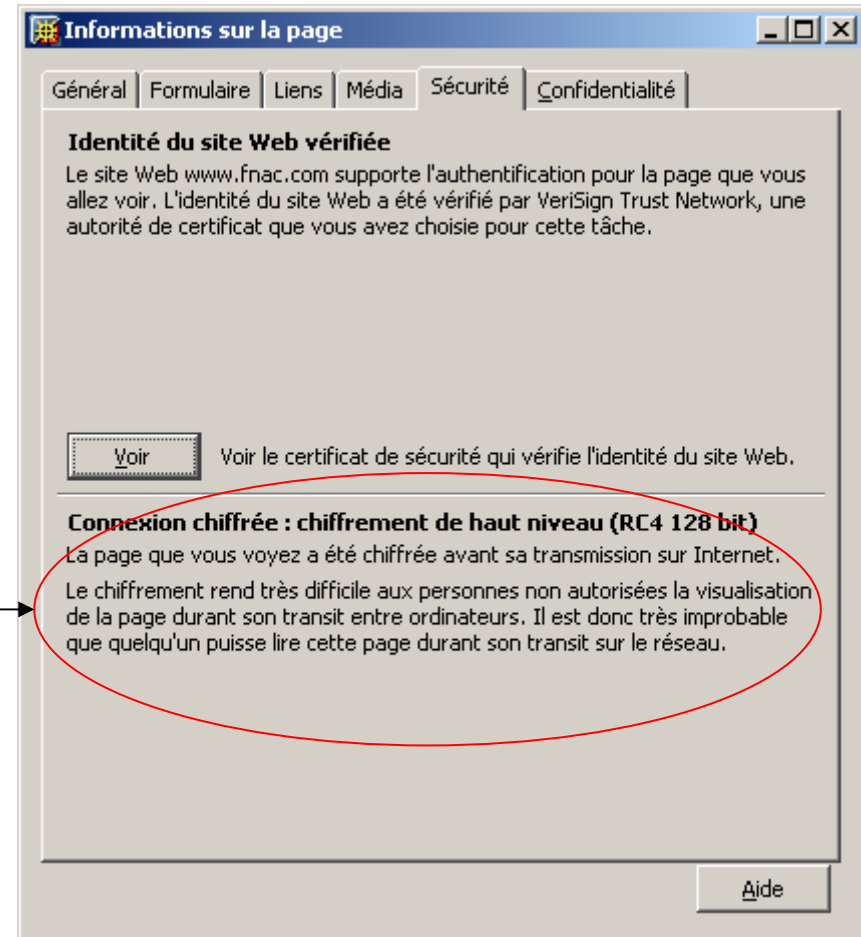 Informations sur la page
Général Formulaire Liens Média Sécurité Confidentialité
Identité du site Web vérifiée
Le site Web www.fnac.com supporte l'authentification pour la page que vous
allez voir. L'identité du site Web a été vérifié par VeriSign Trust Network, une
autorité de certificat que vous avez choisie pour cette tâche.
Voir Voir le certificat de sécurité qui vérifie l'identité du site Web.
Connexion chiffrée : chiffrement de haut niveau (RC4 128 bit)
La page que vous voyez a été chiffrée avant sa transmission sur Internet.
Le chiffrement rend très difficile aux personnes non autorisées la visualisation
de la page durant son transit entre ordinateurs. Il est donc très improbable
que quelqu'un puisse lire cette page durant son transit sur le réseau.
Aide